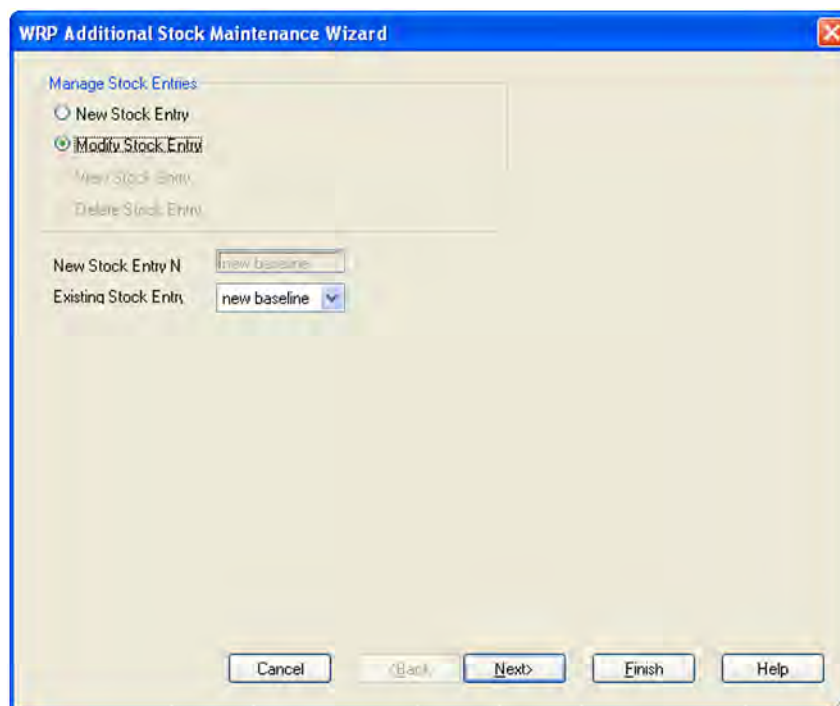 WRP Additional Stock Maintenance Wizard
Manage Stock Entries
New Stock Entry
Modify Stock Entry
View Stock Entry
Delete Stock Entry
New Stock Entry N
new baseline
Existing Stock Entry
new baseline
Cancel
<Back
Next>
Finish
Help